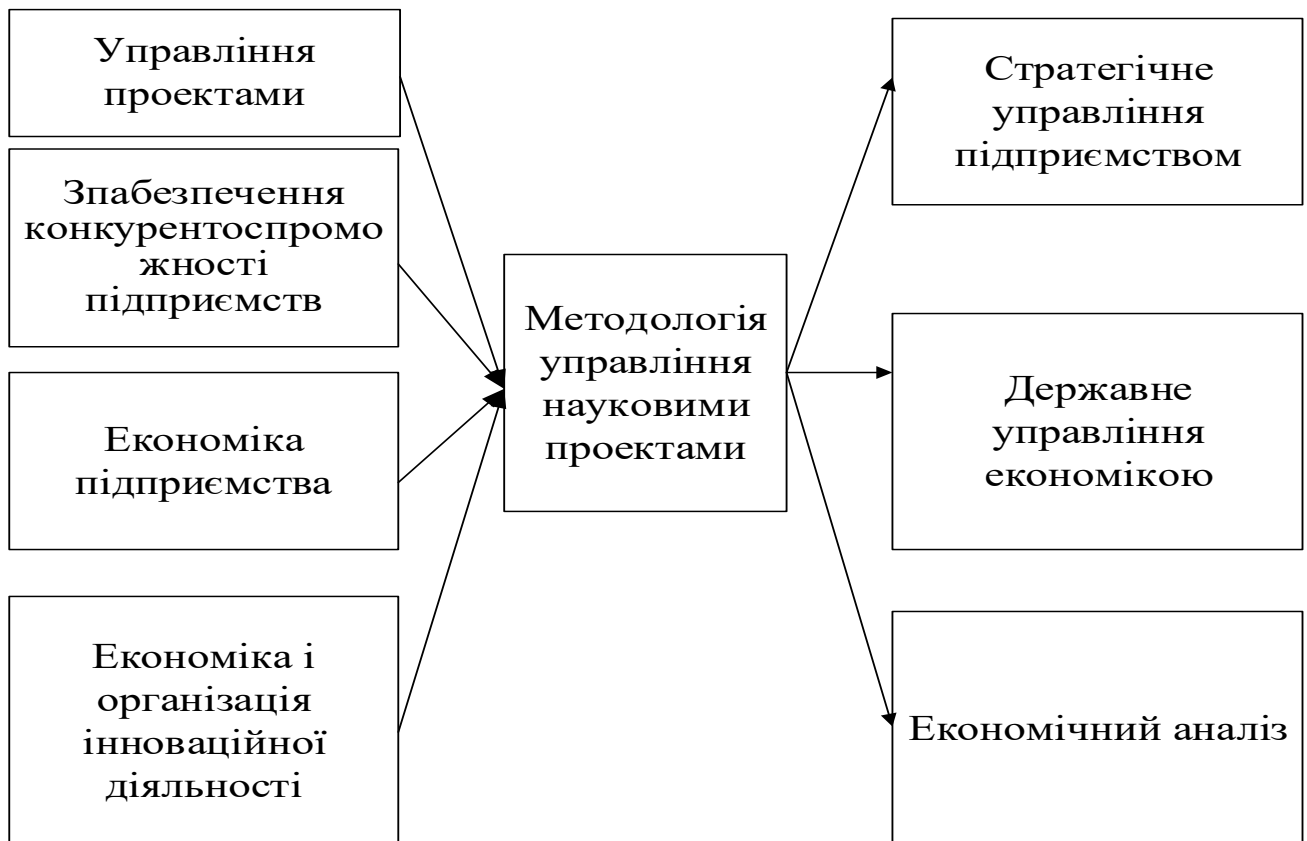 Управління
проектами
Зпабезпечення
конкурентоспромо
жності
підприємств
Економіка
підприємства
Економіка і
організація
інноваційної
діяльності
Методологія
управління
науковими
проектами
Стратегічне
управління
підприємством
Державне
управління
економікою
Економічний аналіз